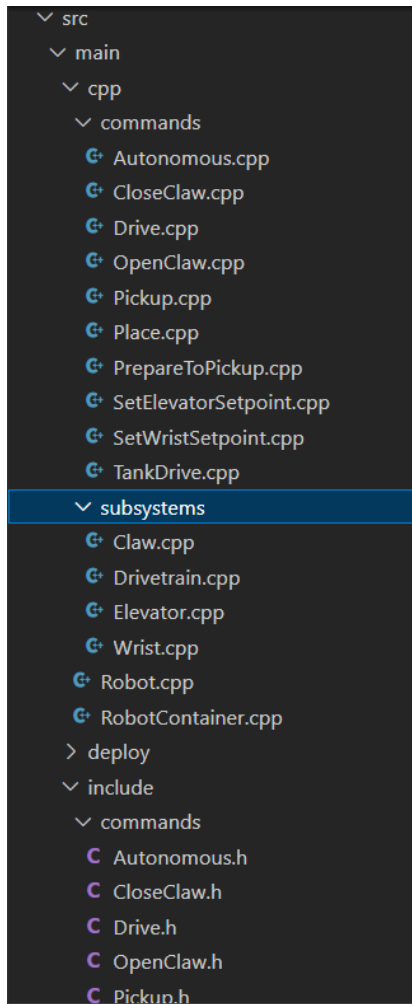 src
main
cpp
commands
Autonomous.cpp
CloseClaw.cpp
Drive.cpp
OpenClaw.cpp
Pickup.cpp
Place.cpp
PrepareToPickup.cpp
SetElevatorSetpoint.cpp
SetWristSetpoint.cpp
TankDrive.cpp
subsystems
Claw.cpp
Drivetrain.cpp
Elevator.cpp
Wrist.cpp
Robot.cpp
RobotContainer.cpp
deploy
include
commands
C Autonomous.h
C CloseClaw.h
C Drive.h
C OpenClaw.h
C Pickup.h